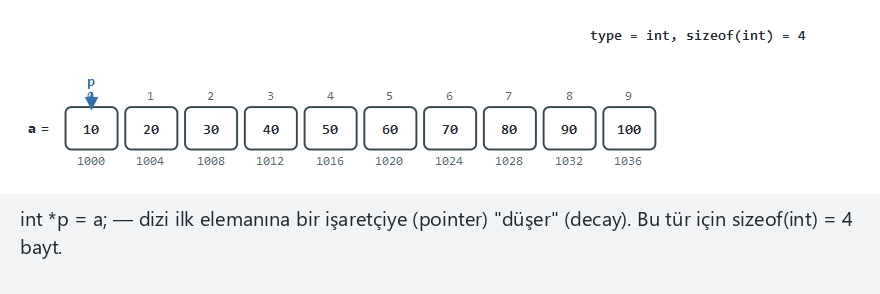 type = int, sizeof(int) = 4
p
1 2 3 4 5 6 7 8 9
a = 10 20 30 40 50 60 70 80 90 100
1000 1004 1008 1012 1016 1020 1024 1028 1032 1036
int *p = a; — dizi ilk elemanına bir işaretçiye (pointer) "düşer" (decay). Bu tür için sizeof(int) = 4
bayt.